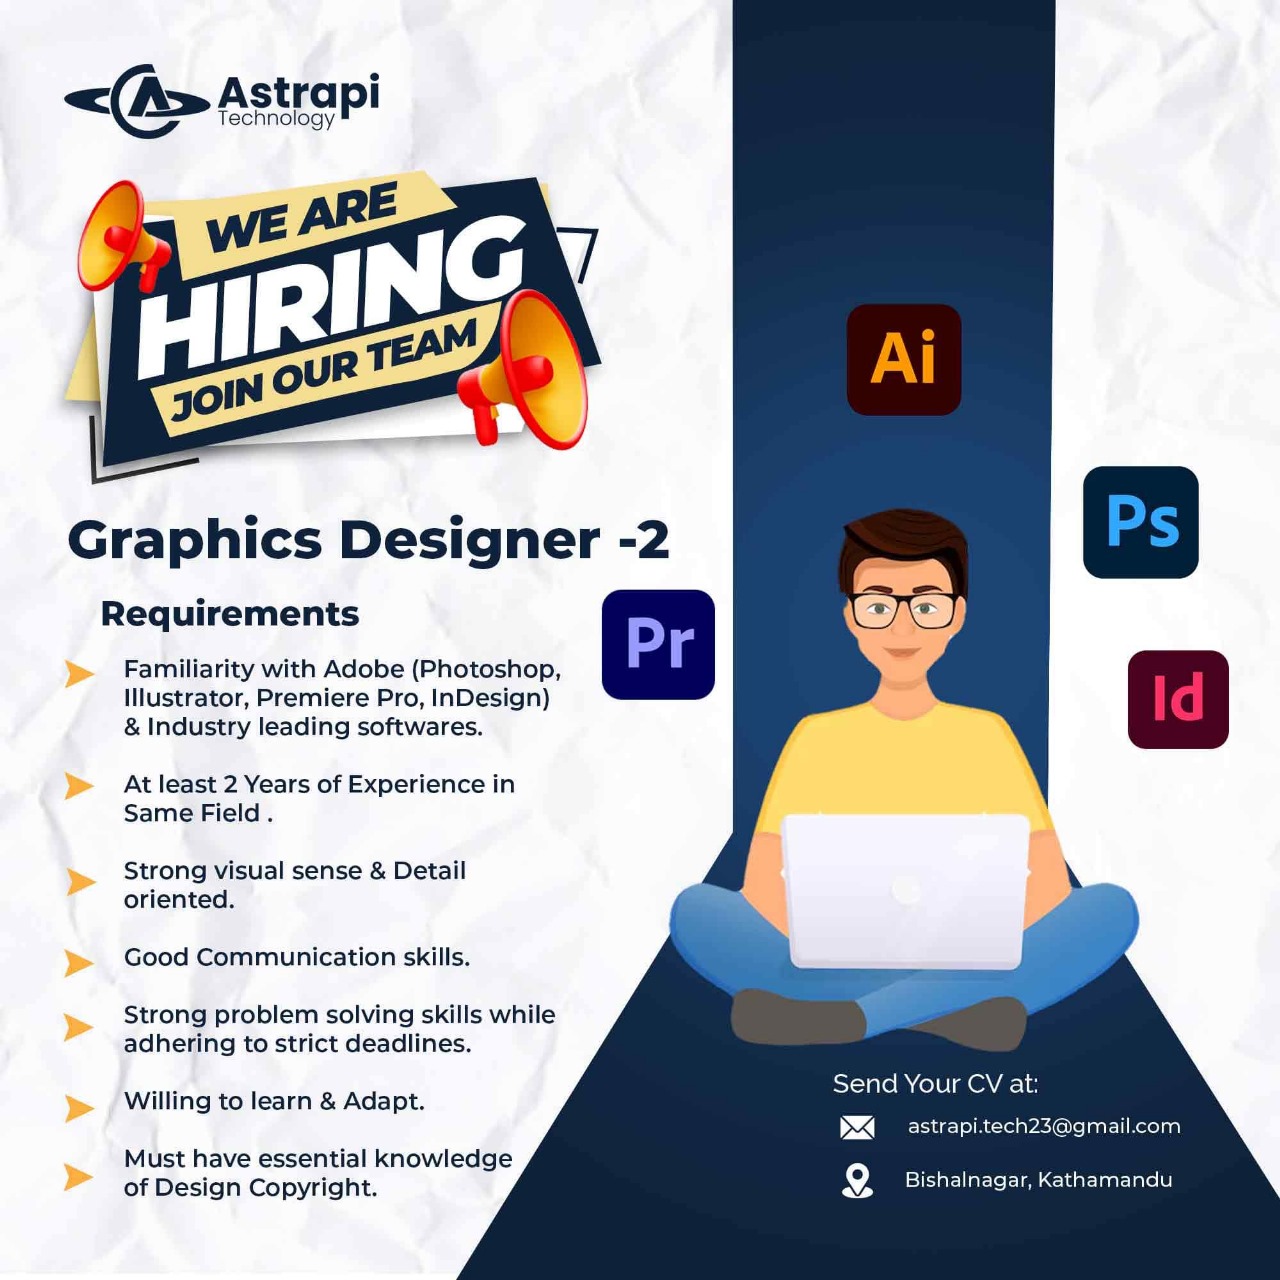 Astrapi
Technology
WE ARE
HIRING
JOIN OUR TEAM
Graphics Designer -2
Requirements
Familiarity with Adobe (Photoshop,
Illustrator, Premiere Pro, InDesign)
& Industry leading softwares.
At least 2 Years of Experience in
Same Field .
Strong visual sense & Detail
oriented.
Good Communication skills.
Strong problem solving skills while
adhering to strict deadlines.
Willing to learn & Adapt.
Must have essential knowledge
of Design Copyright.
Ai
Ps
Pr
Id
Send Your CV at:
astrapi.tech23@gmail.com
Bishalnagar, Kathamandu